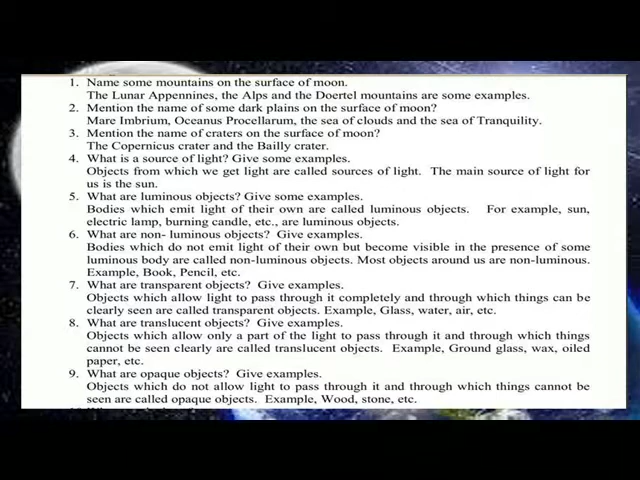 1. Name some mountains on the surface of moon.
The Lunar Appennines, the Alps and the Doertel mountains are some examples.
2. Mention the name of some dark plains on the surface of moon?
Mare Imbrium, Oceanus Procellarum, the sea of clouds and the sea of Tranquility.
3. Mention the name of craters on the surface of moon?
The Copernicus crater and the Bailly crater.
4. What is a source of light? Give some examples.
Objects from which we get light are called sources of light. The main source of light for
us is the sun.
5. What are luminous objects? Give some examples.
Bodies which emit light of their own are called luminous objects. For example, sun,
electric lamp, burning candle, etc., are luminous objects.
6. What are non- luminous objects? Give examples.
Bodies which do not emit light of their own but become visible in the presence of some
luminous body are called non-luminous objects. Most objects around us are non-luminous.
Example, Book, Pencil, etc.
7. What are transparent objects? Give examples.
Objects which allow light to pass through it completely and through which things can be
clearly seen are called transparent objects. Example, Glass, water, air, etc.
8. What are translucent objects? Give examples.
Objects which allow only a part of the light to pass through it and through which things
cannot be seen clearly are called translucent objects. Example, Ground glass, wax, oiled
paper, etc.
9. What are opaque objects? Give examples.
Objects which do not allow light to pass through it and through which things cannot be
seen are called opaque objects. Example, Wood, stone, etc.